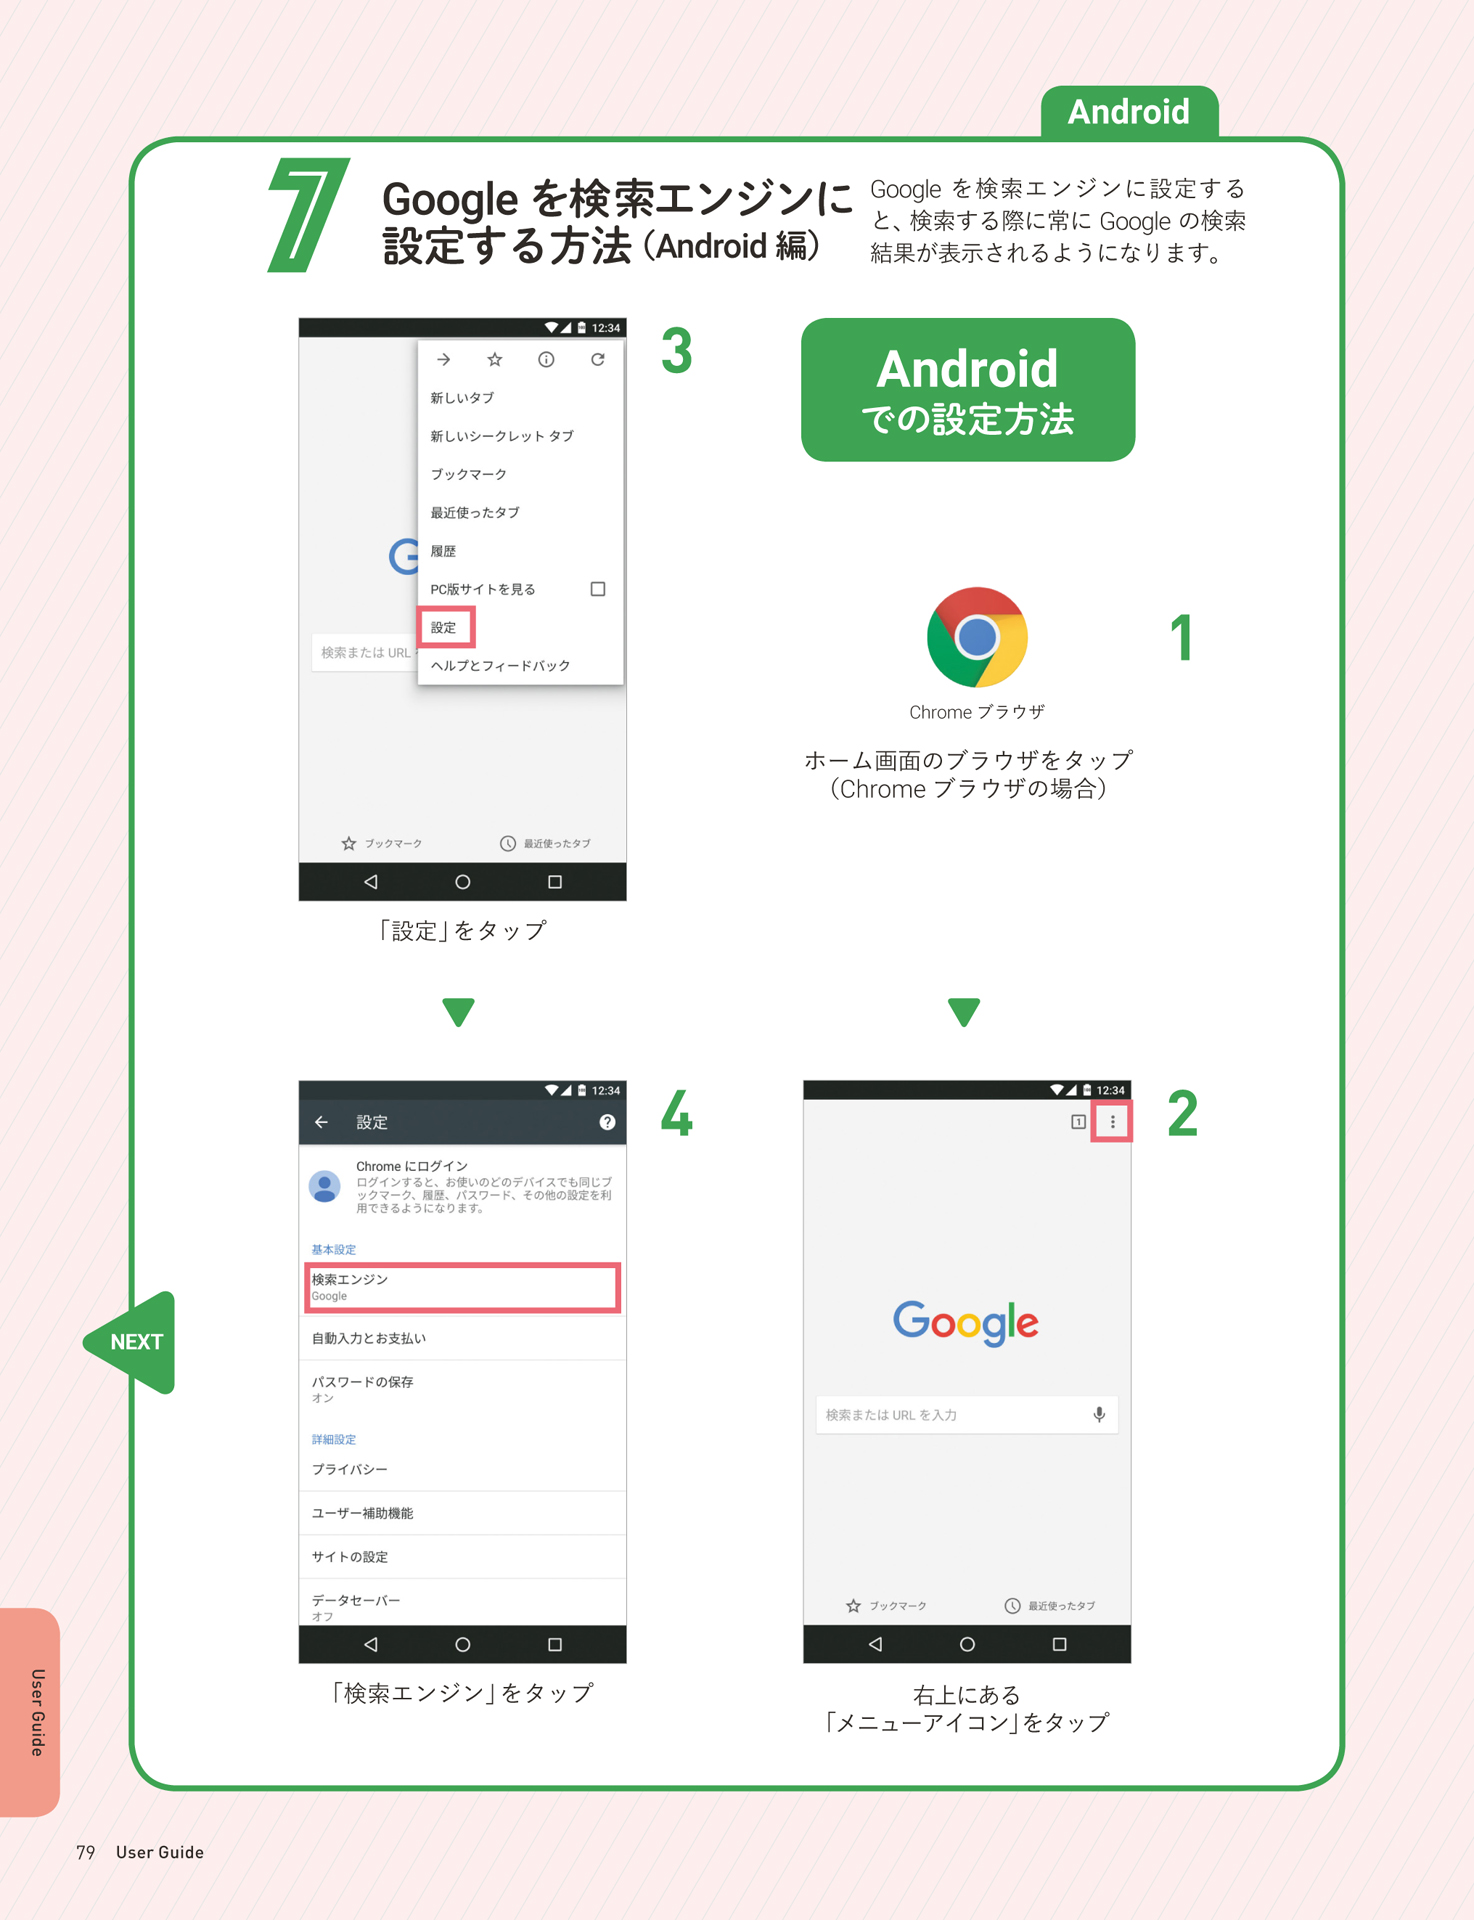 Android
7
Google を検索エンジンに
設定する方法（Android 編）
Google を検索エンジンに設定する
と、検索する際に常に Google の検索
結果が表示されるようになります。
Android
での設定方法
1
Chrome ブラウザ
ホーム画面のブラウザをタップ
（Chrome ブラウザの場合）
2
12:34
1
Google
検索または URL を入力
ブックマーク
最近使ったタブ
右上にある
「メニューアイコン」をタップ
3
12:34
新しいタブ
新しいシークレット タブ
ブックマーク
最近使ったタブ
履歴
PC版サイトを見る
設定
ヘルプとフィードバック
G
検索または URL
ブックマーク
最近使ったタブ
「設定」をタップ
4
12:34
設定
?
Chrome にログイン
ログインすると、お使いのどのデバイスでも同じブ
ックマーク、履歴、パスワード、その他の設定を利
用できるようになります。
基本設定
検索エンジン
Google
自動入力とお支払い
パスワードの保存
オン
詳細設定
プライバシー
ユーザー補助機能
サイトの設定
データセーバー
オフ
「検索エンジン」をタップ
NEXT
User Guide
79 User Guide